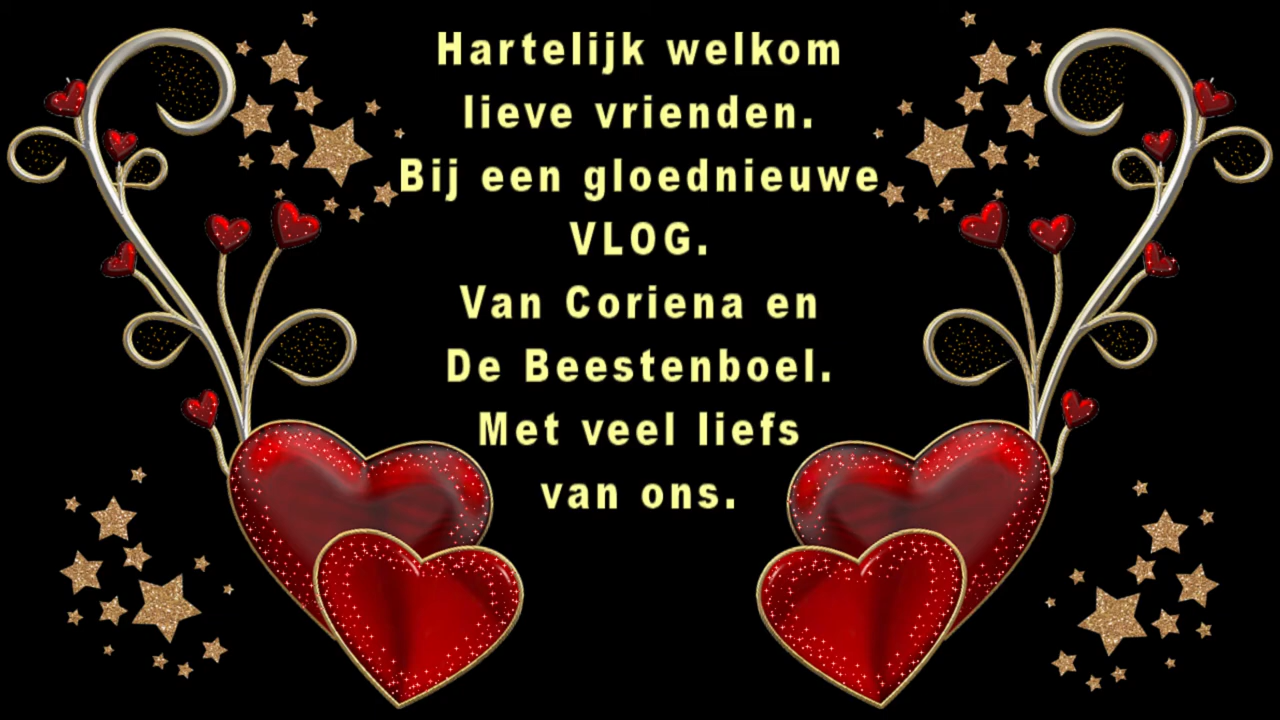 Hartelijk welkom
lieve vrienden.
Bij een gloednieuwe
VLOG.
Van Coriena en
De Beestenboel.
Met veel liefs
van ons.